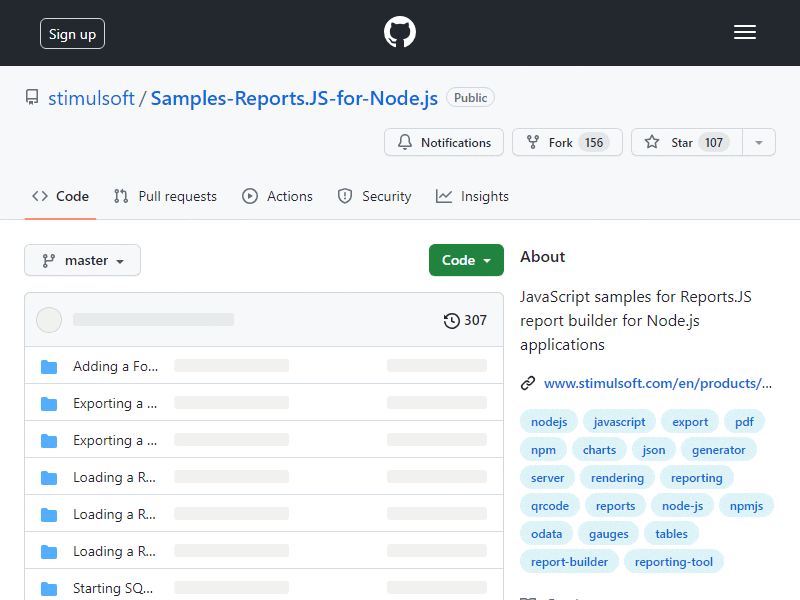 Sign up
stimulsoft / Samples-Reports.JS-for-Node.js Public
Notifications Fork 156 Star 107
Code Pull requests Actions Security Insights
master Code
307
Adding a Fo...
Exporting a ...
Exporting a ...
Loading a R...
Loading a R...
Loading a R...
Starting SQ...
About
JavaScript samples for Reports.JS
report builder for Node.js
applications
www.stimulsoft.com/en/products/...
nodejs javascript export pdf
npm charts json generator
server rendering reporting
qrcode reports node-js npmjs
odata gauges tables
report-builder reporting-tool